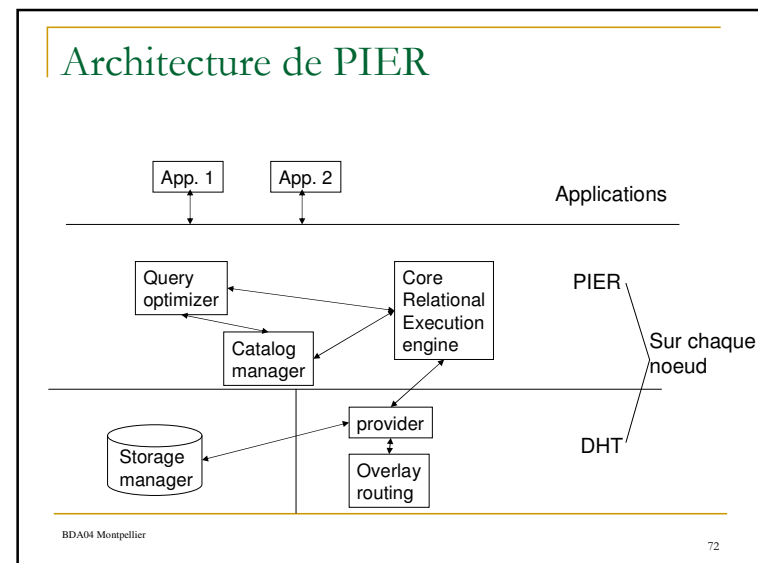 Architecture de PIER
App. 1
App. 2
Applications
Query
optimizer
Core
Relational
Execution
engine
PIER
Catalog
manager
Sur chaque
noeud
provider
DHT
Storage
manager
Overlay
routing
BDA04 Montpellier
72